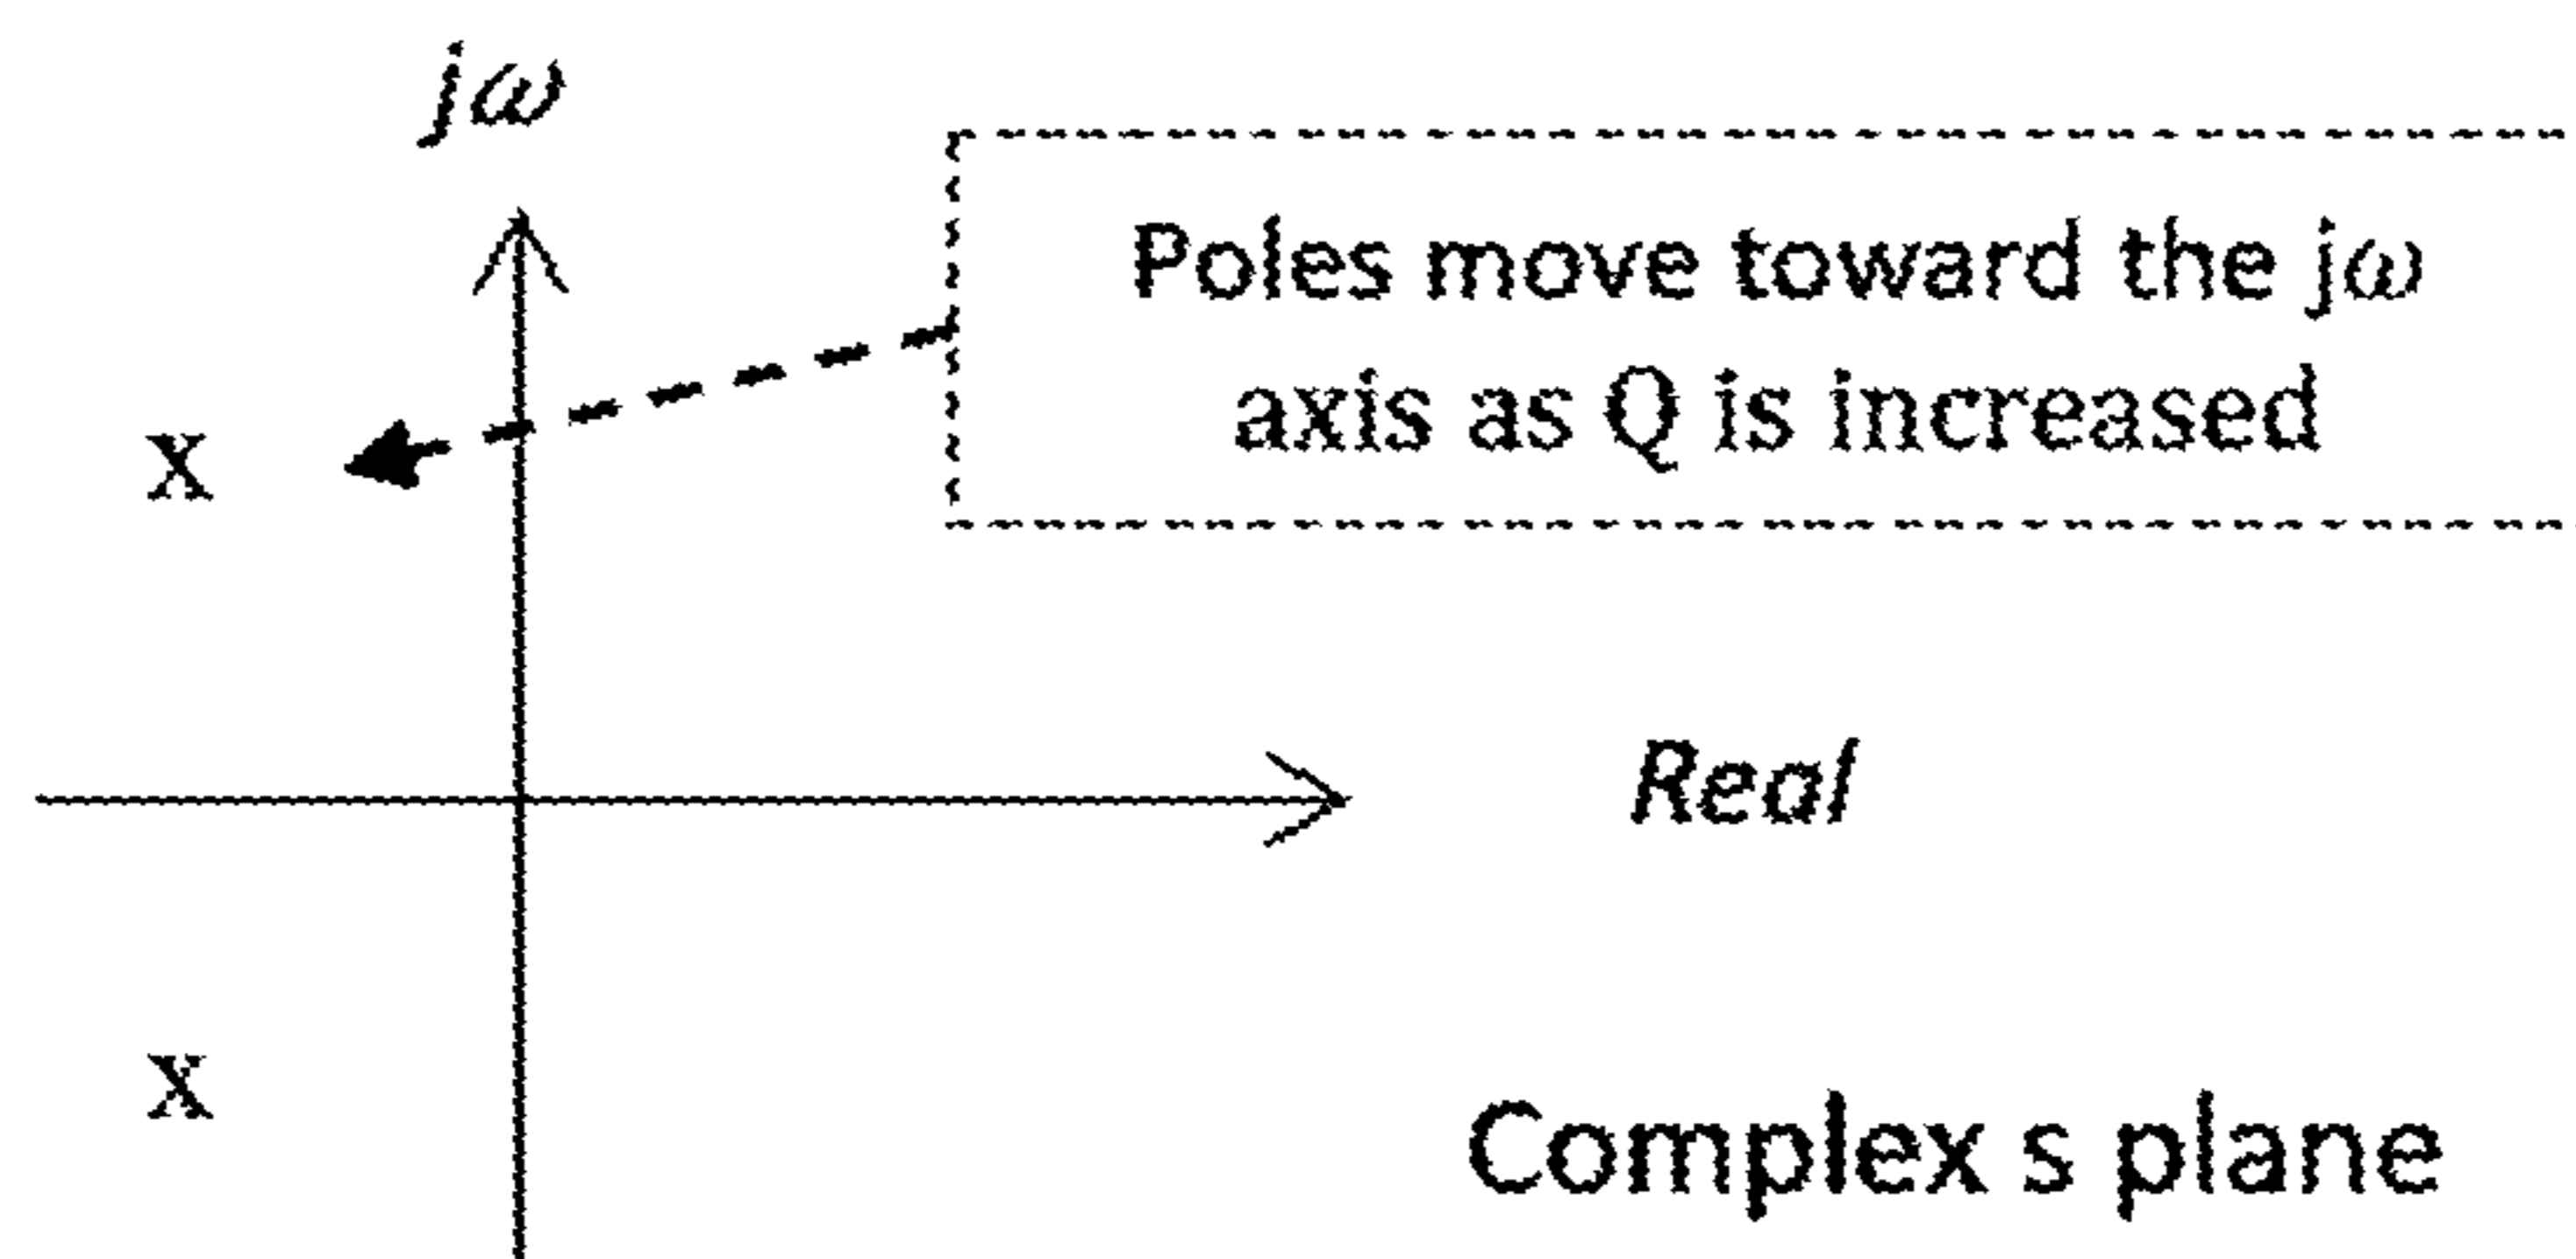 jω
Poles move toward the jω
axis as Q is increased
x
Real
x
Complex s plane